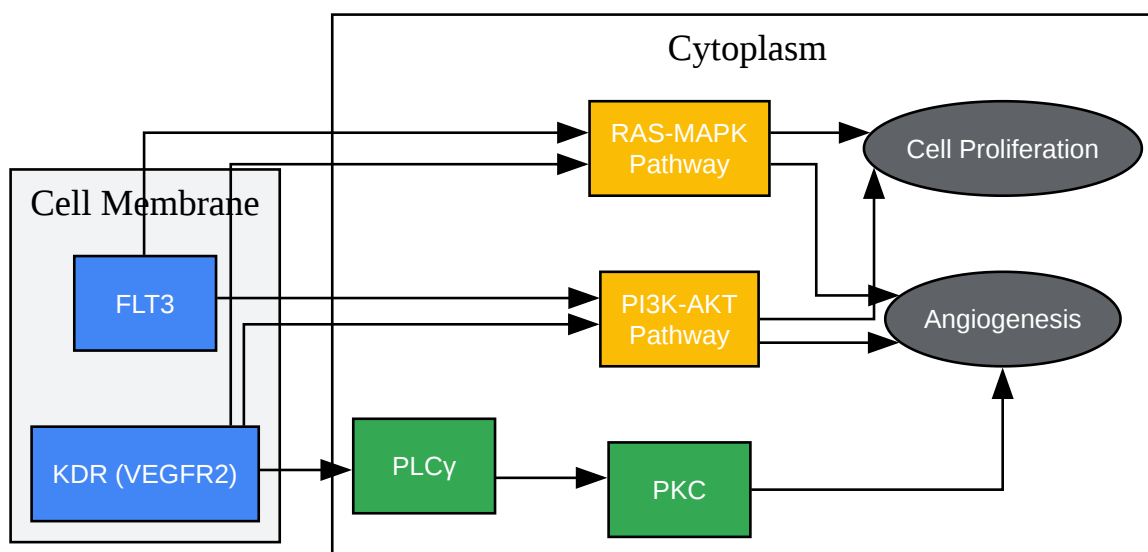 Cytoplasm
RAS-MAPK
Pathway
Cell Proliferation
Cell Membrane
FLT3
PI3K-AKT
Pathway
Angiogenesis
KDR (VEGFR2)
PLCγ
PKC